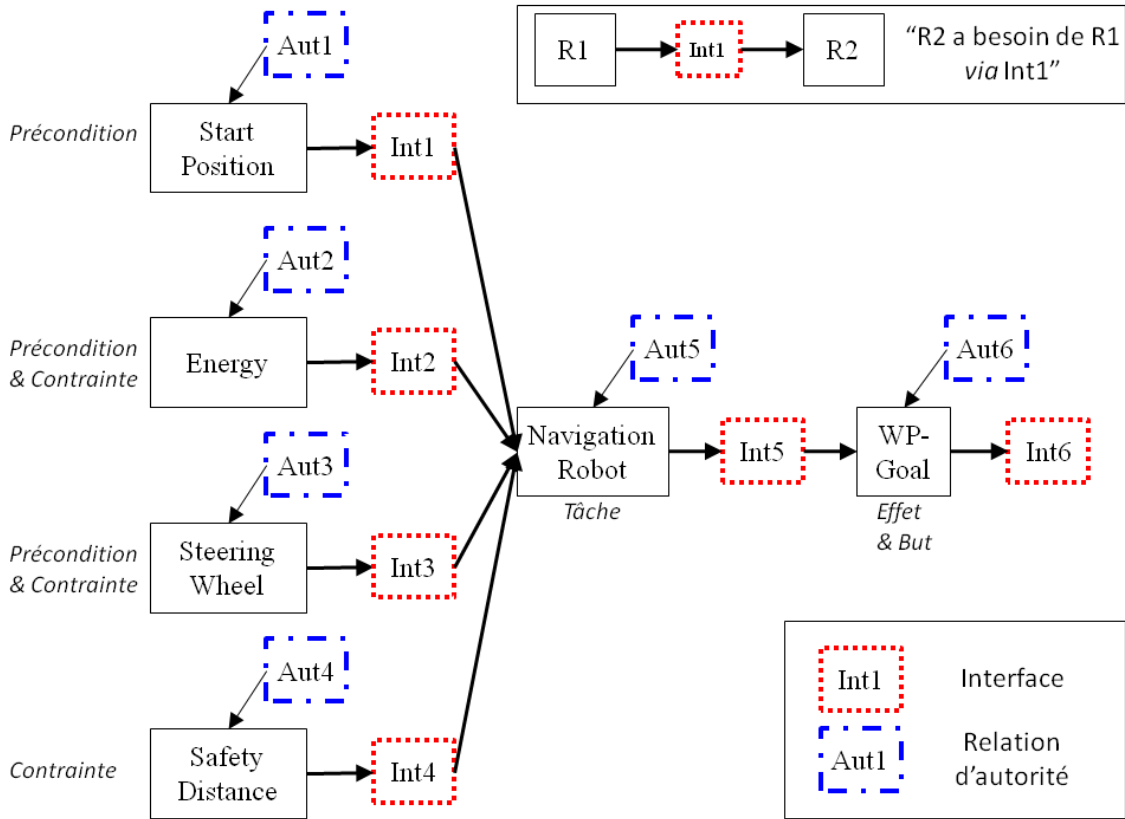 Aut1
Précondition
Start
Position
Int1
R1
Int1
R2
“R2 a besoin de R1
via Int1”
Aut2
Précondition
& Contrainte
Energy
Int2
Aut3
Précondition
& Contrainte
Steering
Wheel
Int3
Aut4
Contrainte
Safety
Distance
Int4
Aut5
Navigation
Robot
Tâche
Int5
Aut6
WP-
Goal
Effet
& But
Int6
Int1
Interface
Aut1
Relation
d’autorité